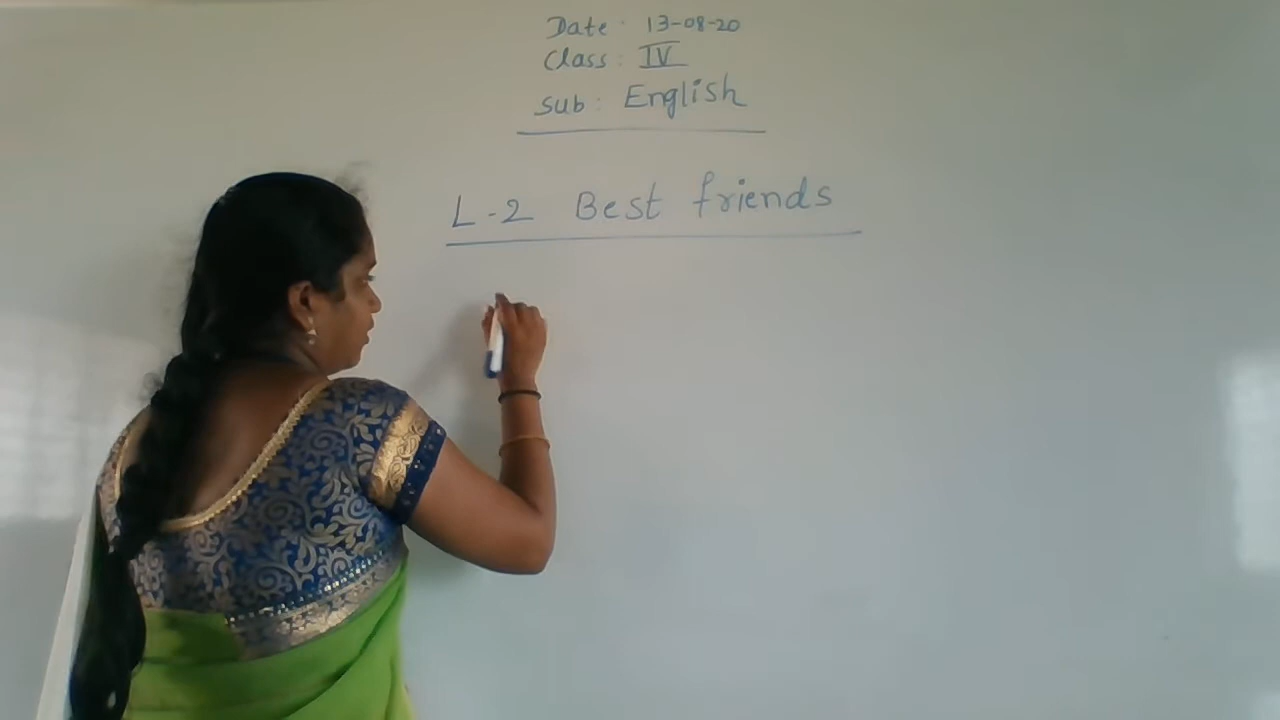 Date: 13-08-20
Class: IV
Sub: English
L-2 Best friends